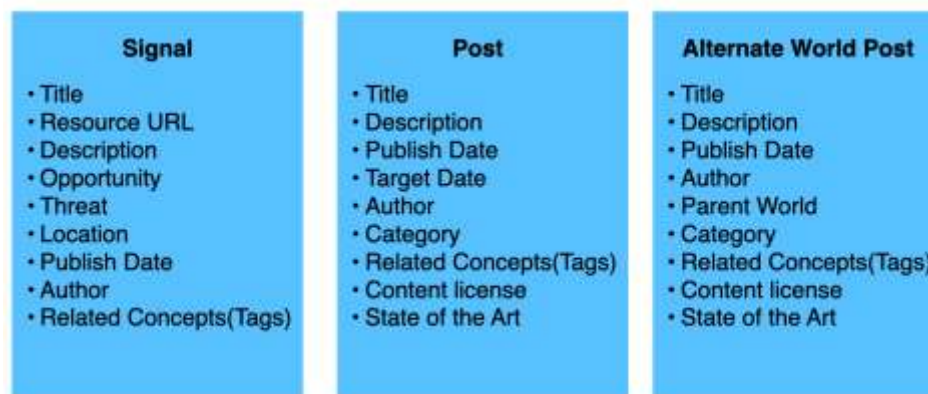 Signal
• Title
• Resource URL
• Description
• Opportunity
• Threat
• Location
• Publish Date
• Author
• Related Concepts(Tags)
Post
• Title
• Description
• Publish Date
• Target Date
• Author
• Category
• Related Concepts(Tags)
• Content license
• State of the Art
Alternate World Post
• Title
• Description
• Publish Date
• Author
• Parent World
• Category
• Related Concepts(Tags)
• Content license
• State of the Art